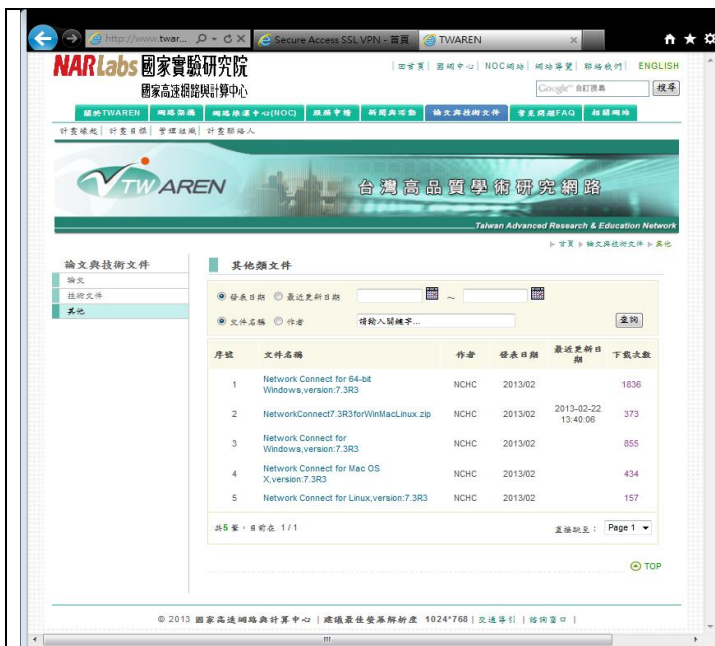 http://www.twar...
Secure Access SSL VPN - 首頁
TWAREN
NARLabs 國家實驗研究院
國家高速網路與計算中心
| 回首頁 | 國網中心 | NOC網站 | 網站導覽 | 聯絡我們 | ENGLISH
Google™ 自訂搜尋
搜尋
關於TWAREN
網路架構
網路維運中心(NOC)
服務申請
新聞與活動
論文與技術文件
常見問題FAQ
相關網站
計畫緣起 | 計畫目標 | 管理組織 | 計畫聯絡人
TWAREN
台灣高品質學術研究網路
Taiwan Advanced Research & Education Network
首頁 論文與技術文件 其他
論文與技術文件
論文
技術文件
其他
其他類文件
發表日期 最近更新日期 ~
文件名稱 作者 請輸入關鍵字... 查詢
序號 文件名稱 作者 發表日期 最近更新日期 下載次數
1 Network Connect for 64-bit Windows,version:7.3R3 NCHC 2013/02 1836
2 NetworkConnect7.3R3forWinMacLinux.zip NCHC 2013/02 2013-02-22 13:40:06 373
3 Network Connect for Windows,version:7.3R3 NCHC 2013/02 855
4 Network Connect for Mac OS X,version:7.3R3 NCHC 2013/02 434
5 Network Connect for Linux,version:7.3R3 NCHC 2013/02 157
共5 筆，目前在 1/1
直接跳至： Page 1
TOP
© 2013 國家高速網路與計算中心 | 建議最佳螢幕解析度 1024*768 | 交通導引 | 諮詢窗口 |